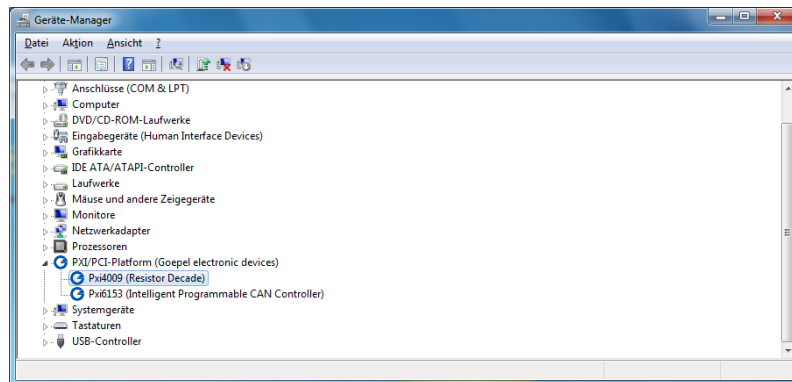 Geräte-Manager
Datei Aktion Ansicht ?
Anschlüsse (COM & LPT)
Computer
DVD/CD-ROM-Laufwerke
Eingabegeräte (Human Interface Devices)
Grafikkarte
IDE ATA/ATAPI-Controller
Laufwerke
Mäuse und andere Zeigegeräte
Monitore
Netzwerkadapter
Prozessoren
PXI/PCI-Platform (Goepel electronic devices)
Pxi4009 (Resistor Decade)
Pxi6153 (Intelligent Programmable CAN Controller)
Systemgeräte
Tastaturen
USB-Controller